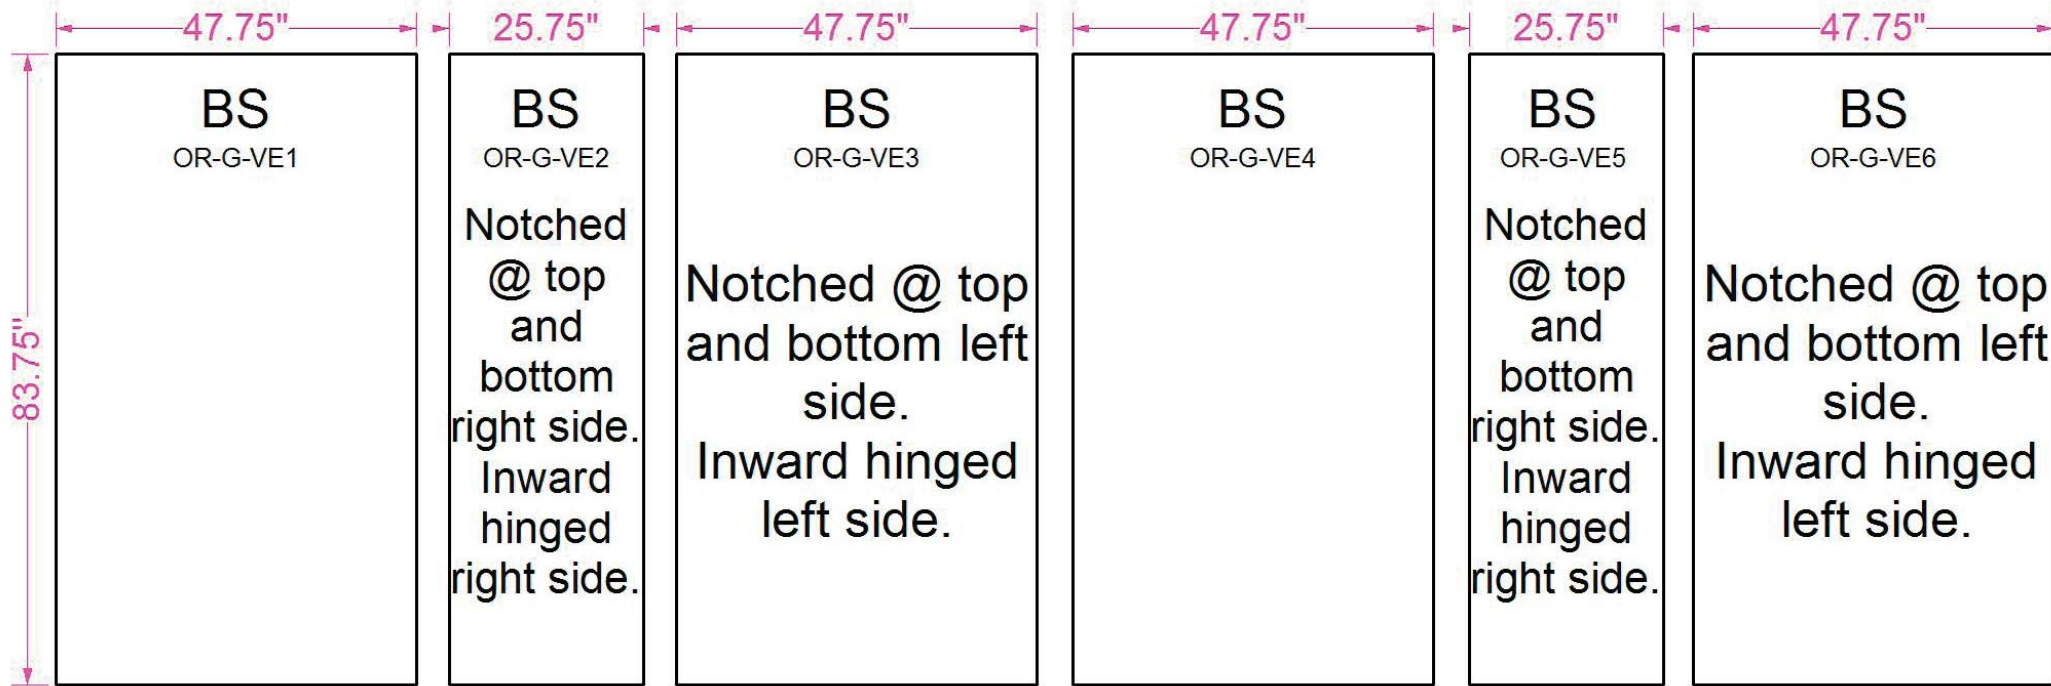 47.75"
25.75"
47.75"
47.75"
25.75"
47.75"
83.75"
BS
OR-G-VE1
BS
OR-G-VE2
Notched
@ top
and
bottom
right side.
Inward
hinged
right side.
BS
OR-G-VE3
Notched @ top
and bottom left
side.
Inward hinged
left side.
BS
OR-G-VE4
BS
OR-G-VE5
Notched
@ top
and
bottom
right side.
Inward
hinged
right side.
BS
OR-G-VE6
Notched @ top
and bottom left
side.
Inward hinged
left side.